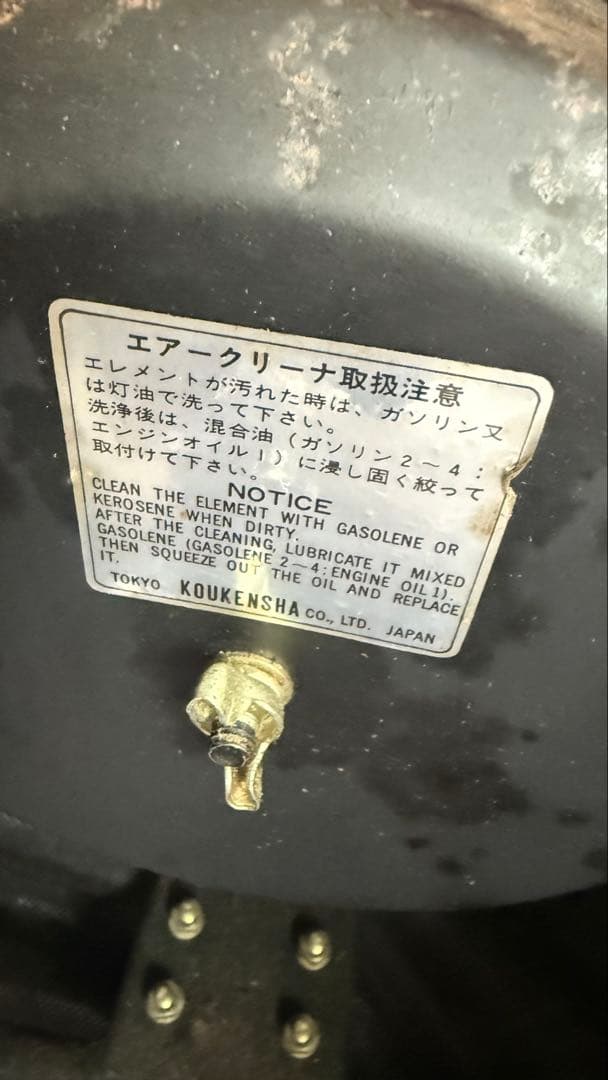 エアークリーナ取扱注意
エレメントが汚れた時は、ガソリン又
は灯油で洗って下さい。
洗浄後は、混合油(ガソリン2~4:
エンジンオイル1)に浸し固く絞って
取付けて下さい。
NOTICE
CLEAN THE ELEMENT WITH GASOLENE OR
KEROSENE WHEN DIRTY.
AFTER THE CLEANING, LUBRICATE IT MIXED
GASOLENE (GASOLENE 2~4:ENGINE OIL 1).
THEN SQUEEZE OUT THE OIL AND REPLACE
IT.
TOKYO KOUKENSHA CO., LTD. JAPAN